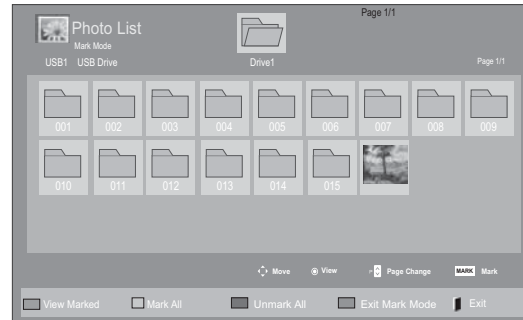 Page 1/1
Photo List
Mark Mode
USB1 USB Drive Drive1 Page 1/1
001 002 003 004 005 006 007 008 009
010 011 012 013 014 015
Move View P Page Change MARK Mark
View Marked Mark All Unmark All Exit Mark Mode Exit